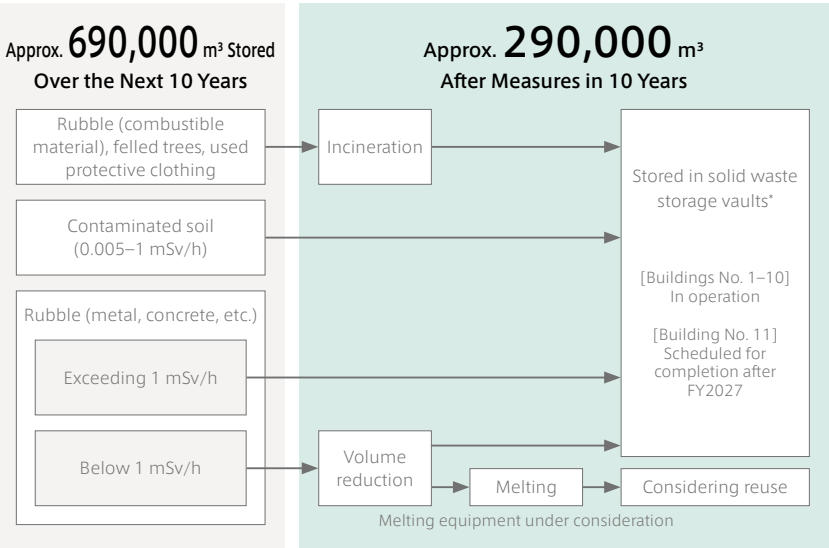 Approx. 690,000 m³ Stored
Over the Next 10 Years
Approx. 290,000 m³
After Measures in 10 Years
Rubble (combustible
material), felled trees, used
protective clothing
Incineration
Contaminated soil
(0.005–1 mSv/h)
Rubble (metal, concrete, etc.)
Exceeding 1 mSv/h
Below 1 mSv/h
Volume
reduction
Melting
Melting equipment under consideration
Stored in solid waste
storage vaults*
[Buildings No. 1–10]
In operation
[Building No. 11]
Scheduled for
completion after
FY2027
Considering reuse